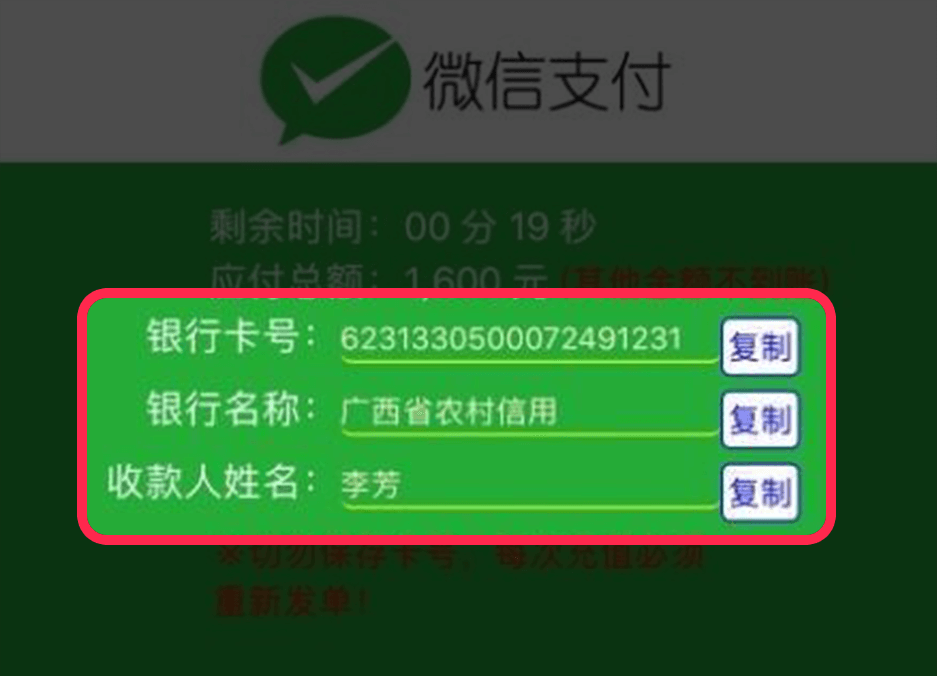 微信支付
剩余时间：00 分 19 秒
应付总额：1,600 元 (其他金额不到账)
银行卡号：6231330500072491231 复制
银行名称：广西省农村信用 复制
收款人姓名：李芳 复制
※切勿保存卡号，每次充值必须
重新发单！